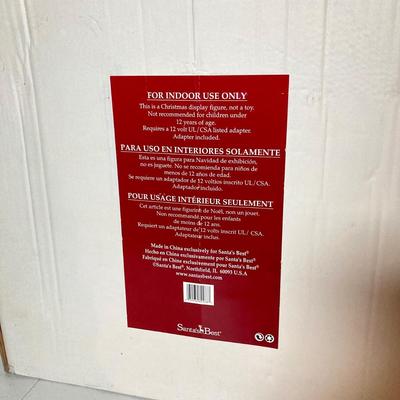 FOR INDOOR USE ONLY
This is a Christmas display figure, not a toy.
Not recommended for children under
12 years of age.
Requires a 12 volt UL/CSA listed adapter.
Adapter included.
PARA USO EN INTERIORES SOLAMENTE
Esta es una figura para Navidad de exhibición,
no es juguete. No se recomienda para niños de
menos de 12 años de edad.
Se requiere un adaptador de 12 voltios inscrito UL/CSA.
Adaptador incluido.
POUR USAGE INTÉRIEUR SEULEMENT
Cet article est une figurine de Noël, non un jouet.
Non recommandé pour les enfants
de moins de 12 ans.
Requiert un adaptateur de 12 volts inscrit UL/ CSA.
Adaptateur inclus.
Made in China exclusively for Santa's Best®
Hecho en China exclusivamente por Santa's Best®
Fabriqué en China exclusivement pour Santa's Best®
©Santa's Best®, Northfield, IL 60093 U.S.A
www.santasbest.com
Santa's Best®